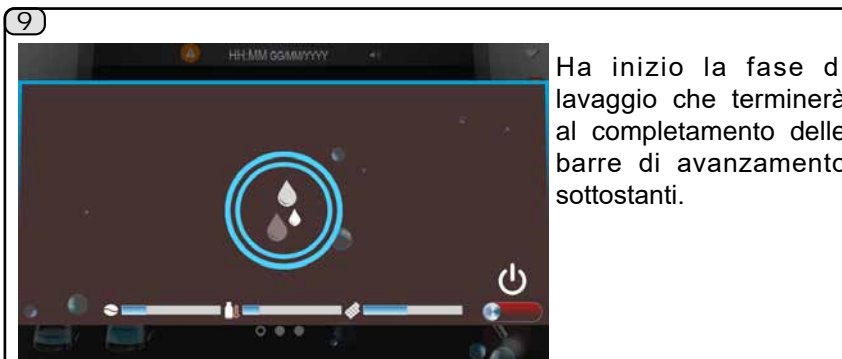 9
HH:MM GG/MM/YYYY
Ha inizio la fase d
lavaggio che terminerà
al completamento delle
barre di avanzamento
sottostanti.